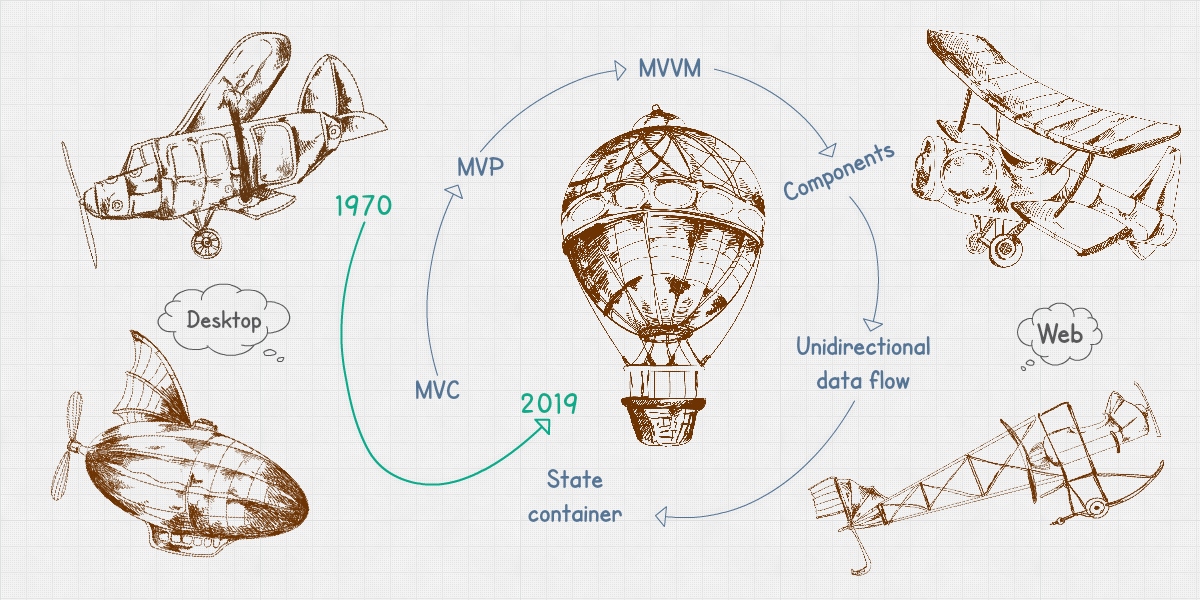 MVVM
MVP
Components
1970
Desktop
Web
Unidirectional
data flow
MVC
2019
State
container